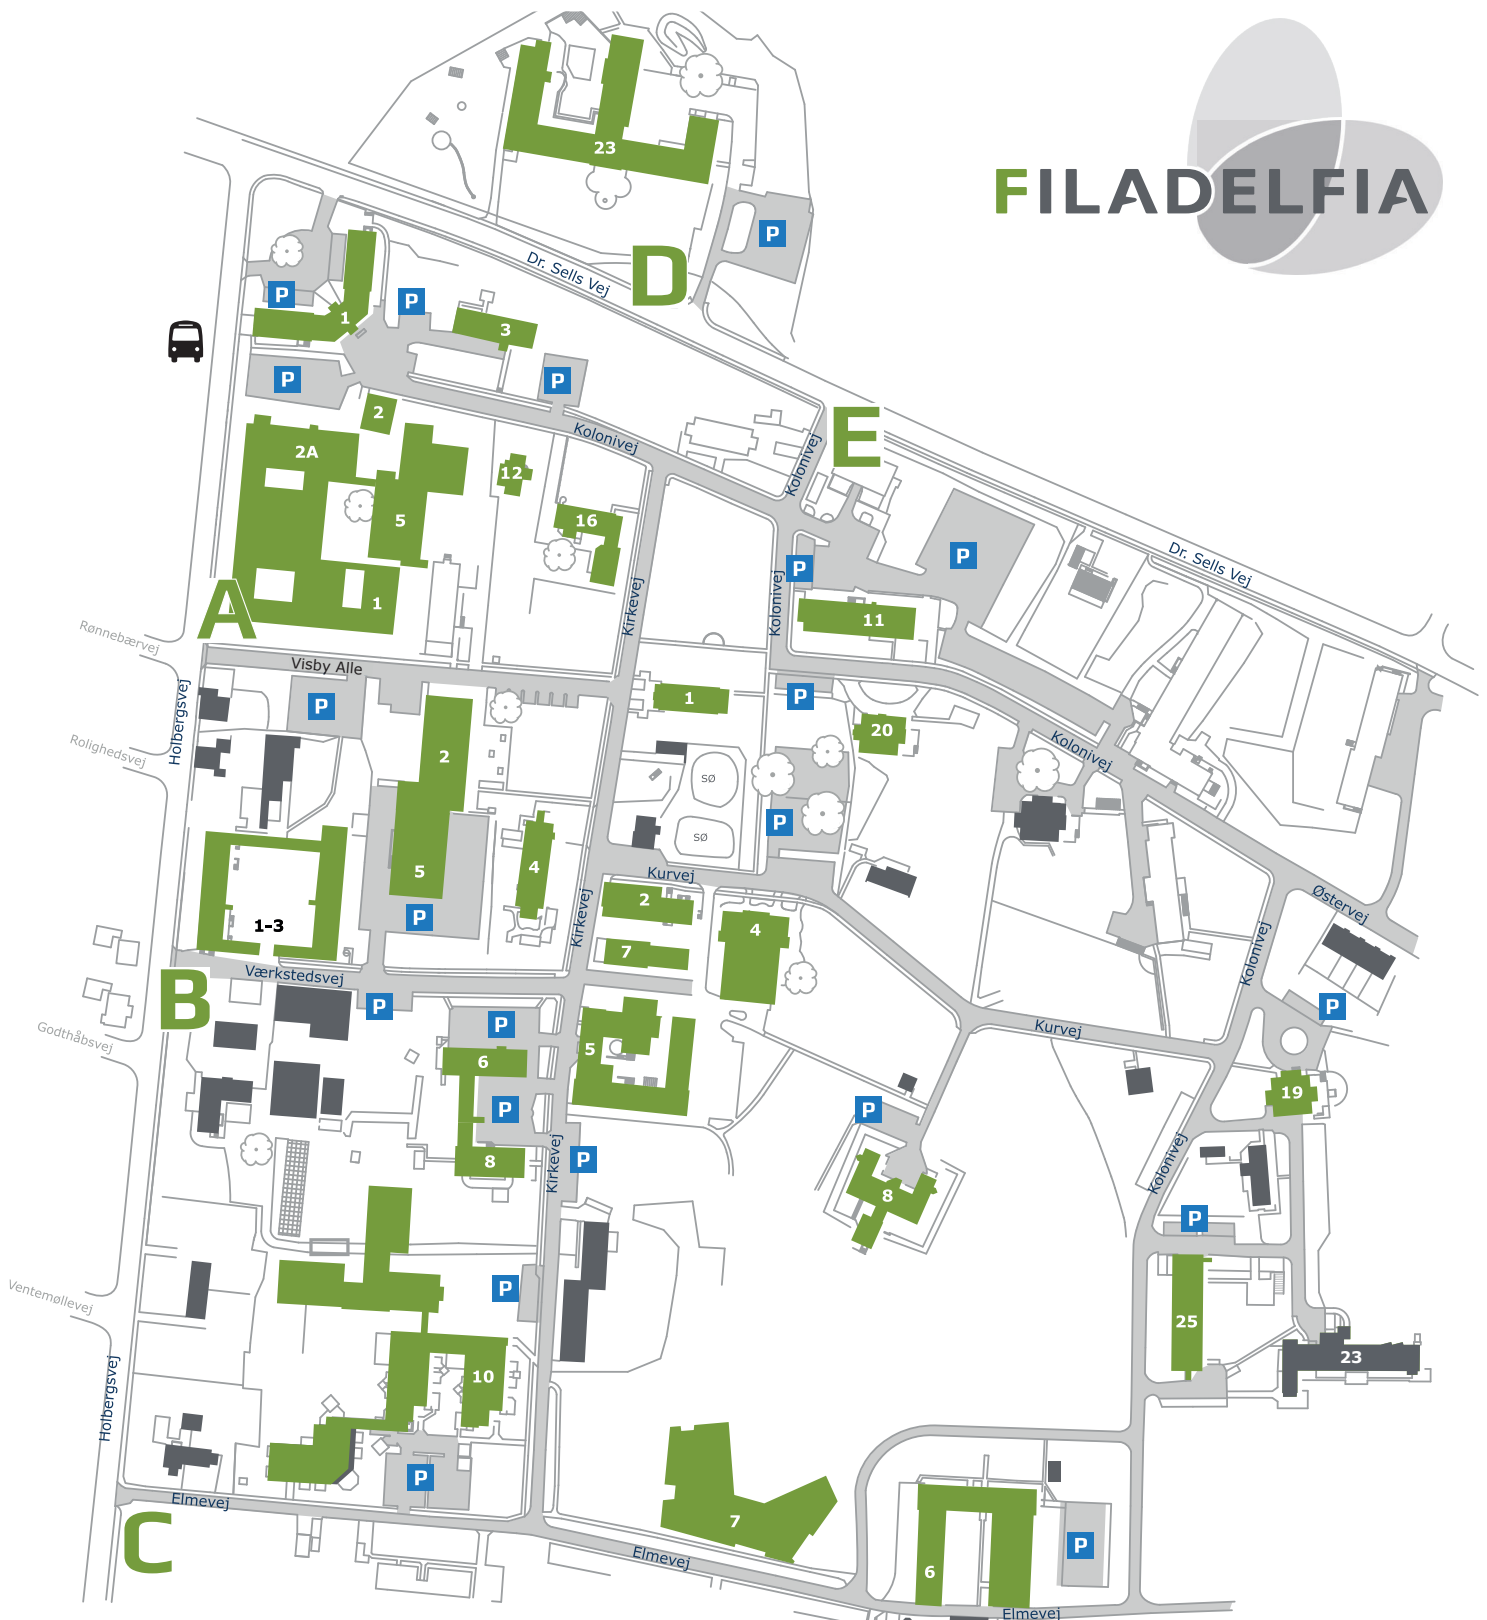 FILADELFIA
23
P
D
Dr. Sells Vej
P
P
1
3
P
P
2
Kolonivej
E
Kolonivej
2A
12
5
16
P
P
Dr. Sells Vej
A
1
Kirkevej
Kolonivej
11
Rønnebærvej
Visby Alle
Holbergsvej
P
1
P
20
Kolonivej
Rolighedsvej
2
SØ
SØ
P
5
4
Kurvej
Østervej
1-3
P
Kirkevej
2
7
4
Kolonivej
Værkstedsvej
B
P
P
Kurvej
P
Godthåbsvej
6
5
19
P
P
Kirkevej
8
P
8
Kolonivej
P
Ventemøllevej
P
25
23
Holbergsvej
10
P
Elmevej
C
7
Elmevej
6
P
Elmevej